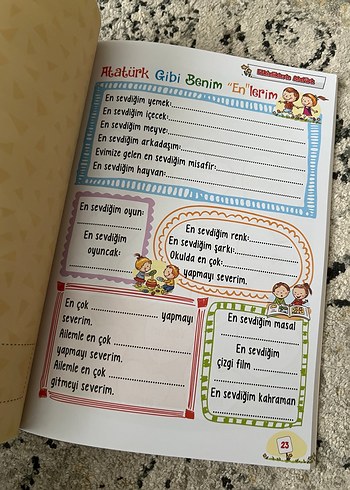 Atatürk Gibi Benim "En"lerim
En sevdiğim yemek:
En sevdiğim içecek:
En sevdiğim meyve:
En sevdiğim arkadaşım:
Evimize gelen en sevdiğim misafir:
En sevdiğim hayvan:
En sevdiğim oyun:
En sevdiğim
oyuncak:
En sevdiğim renk:
En sevdiğim şarkı:
Okulda en çok:
yapmayı severim.
En çok yapmayı
severim.
Ailemle en çok
yapmayı severim.
Ailemle en çok
gitmeyi severim.
En sevdiğim masal
En sevdiğim
çizgi film
En sevdiğim kahraman
23